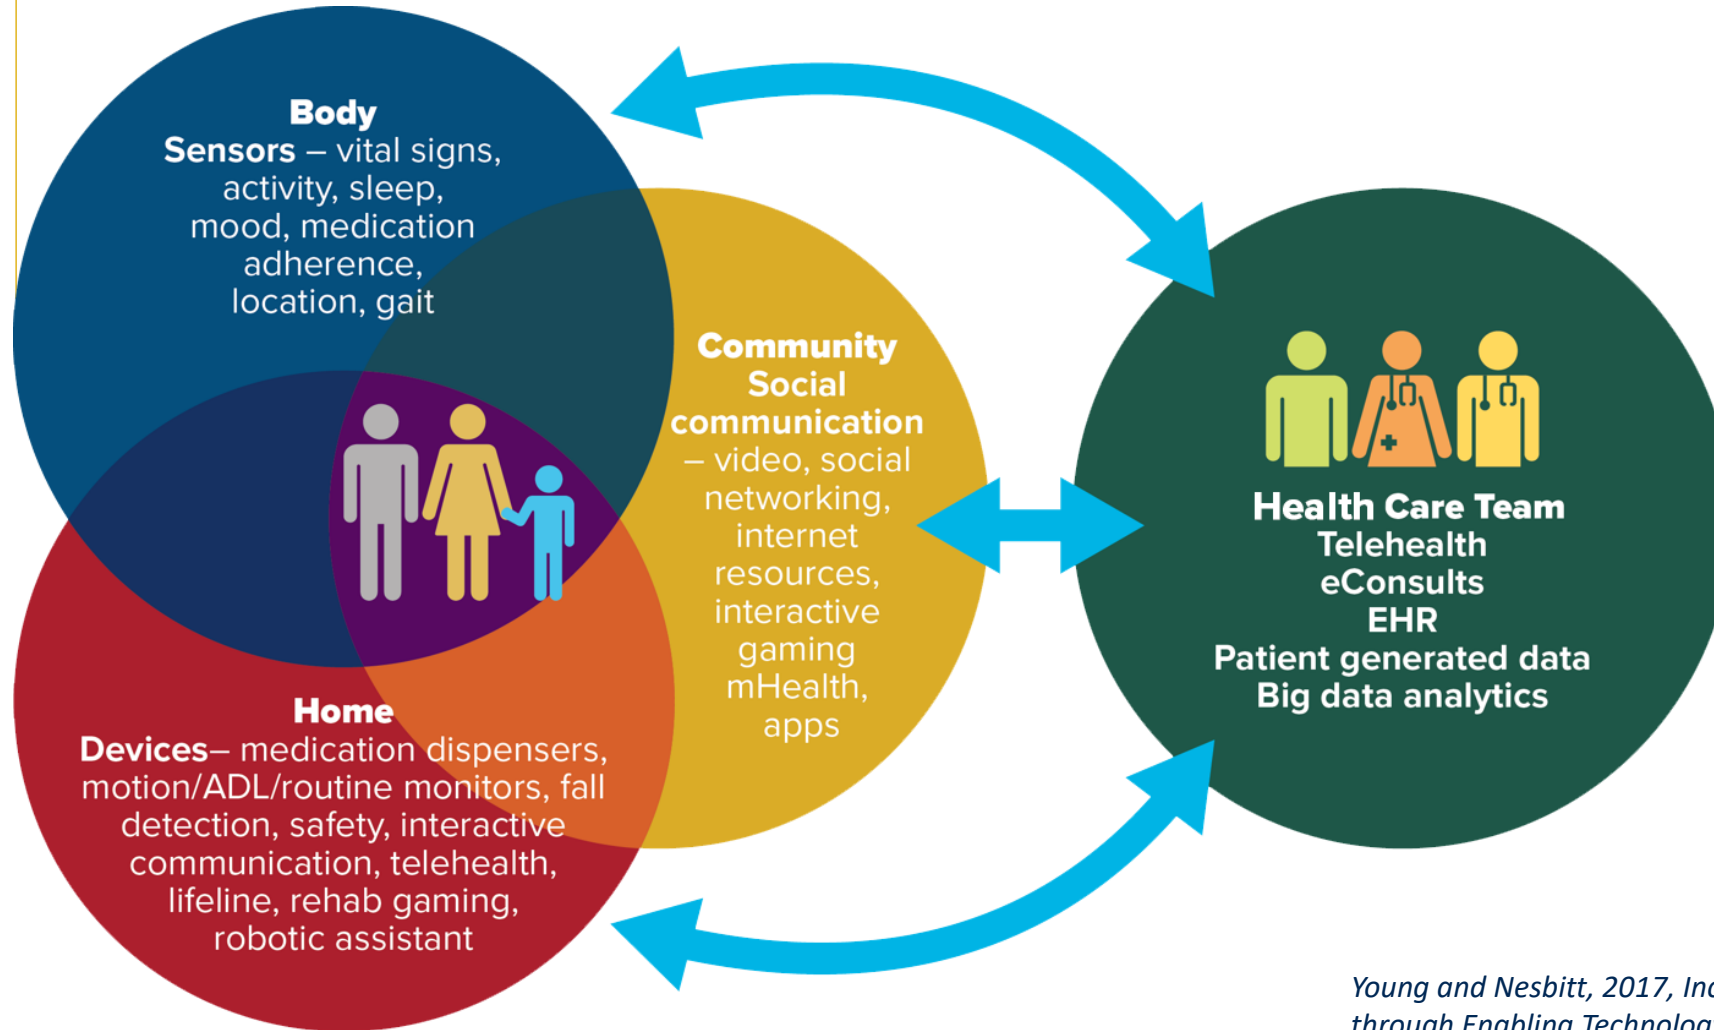 Body
Sensors – vital signs,
activity, sleep,
mood, medication
adherence,
location, gait
Community
Social
communication
– video, social
networking,
internet
resources,
interactive
gaming
mHealth,
apps
Home
Devices– medication dispensers,
motion/ADL/routine monitors, fall
detection, safety, interactive
communication, telehealth,
lifeline, rehab gaming,
robotic assistant
Health Care Team
Telehealth
eConsults
EHR
Patient generated data
Big data analytics
Young and Nesbitt, 2017,
through Enabling